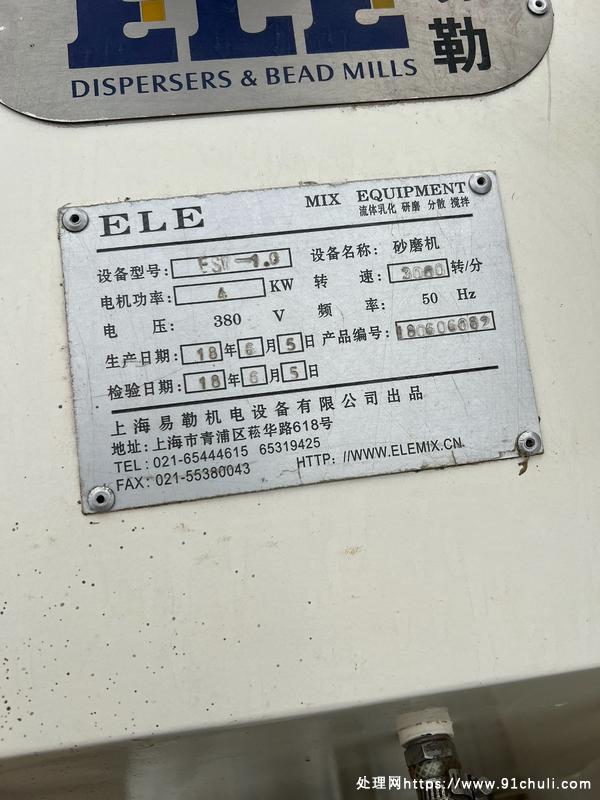 ELE 勒
DISPERSERS & BEAD MILLS
ELE MIX EQUIPMENT
流体乳化 研磨 分散 搅拌
设备型号: ESW-1.0 设备名称: 砂磨机
电机功率: 4 KW 转 速: 3000 转/分
电 压: 380 V 频 率: 50 Hz
生产日期: 18 年 6 月 5 日 产品编号: 180606089
检验日期: 18 年 6 月 5 日
上海易勒机电设备有限公司出品
地址: 上海市青浦区菘华路618号
TEL: 021-65444615 65319425
FAX: 021-55380043 HTTP: //WWW.ELEMIX.CN
处理网https://www.91chuli.com